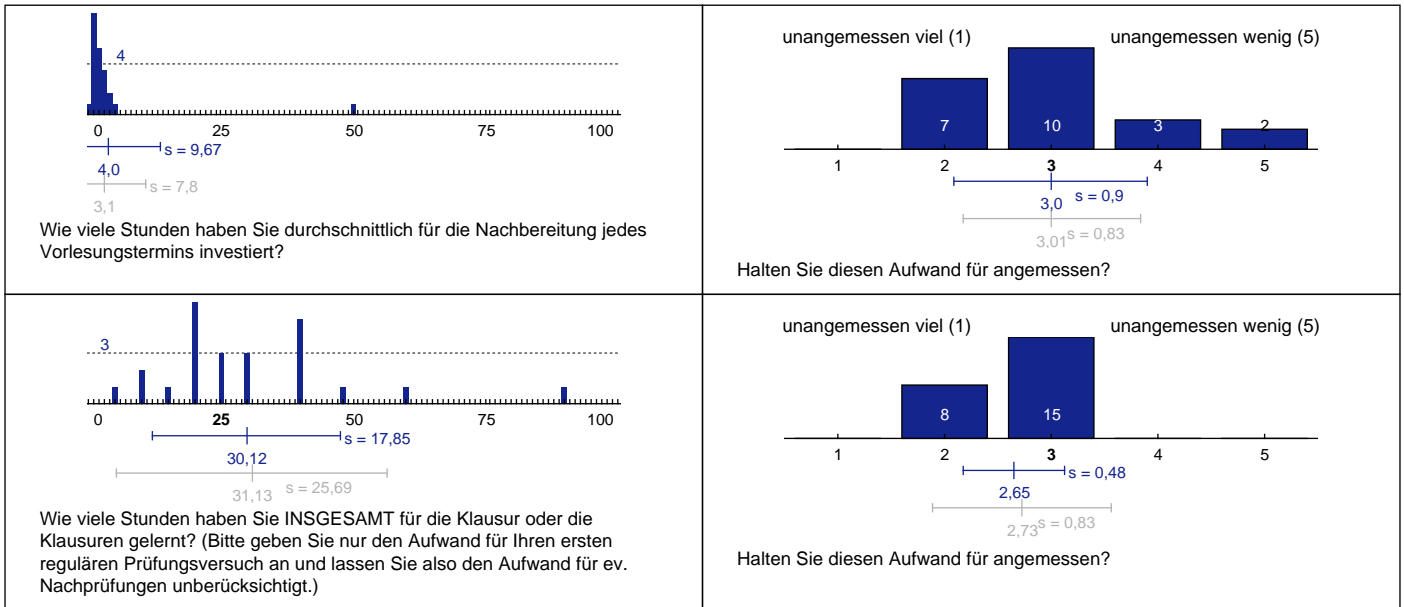 4
0 25 50 75 100
s = 9,67
4,0
s = 7,8
3,1
Wie viele Stunden haben Sie durchschnittlich für die Nachbereitung jedes
Vorlesungstermins investiert?
unangemessen viel (1) unangemessen wenig (5)
7 10 3 2
1 2 3 4 5
s = 0,9
3,0
s = 0,83
3,01
Halten Sie diesen Aufwand für angemessen?
3
0 25 50 75 100
s = 17,85
30,12
s = 25,69
31,13
Wie viele Stunden haben Sie INSGESAMT für die Klausur oder die
Klausuren gelernt? (Bitte geben Sie nur den Aufwand für Ihren ersten
regulären Prüfungsversuch an und lassen Sie also den Aufwand für ev.
Nachprüfungen unberücksichtigt.)
unangemessen viel (1) unangemessen wenig (5)
8 15
1 2 3 4 5
s = 0,48
2,65
s = 0,83
2,73
Halten Sie diesen Aufwand für angemessen?